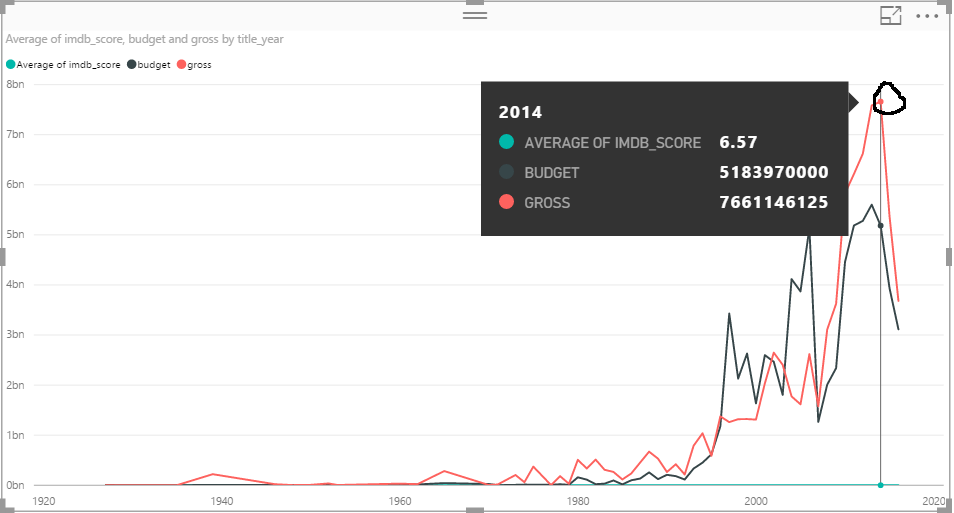 Average of imdb_score, budget and gross by title_year
Average of imdb_score budget gross
8bn
7bn
6bn
5bn
4bn
3bn
2bn
1bn
0bn
1920 1940 1960 1980 2000 2020
2014
AVERAGE OF IMDB_SCORE 6.57
BUDGET 5183970000
GROSS 7661146125